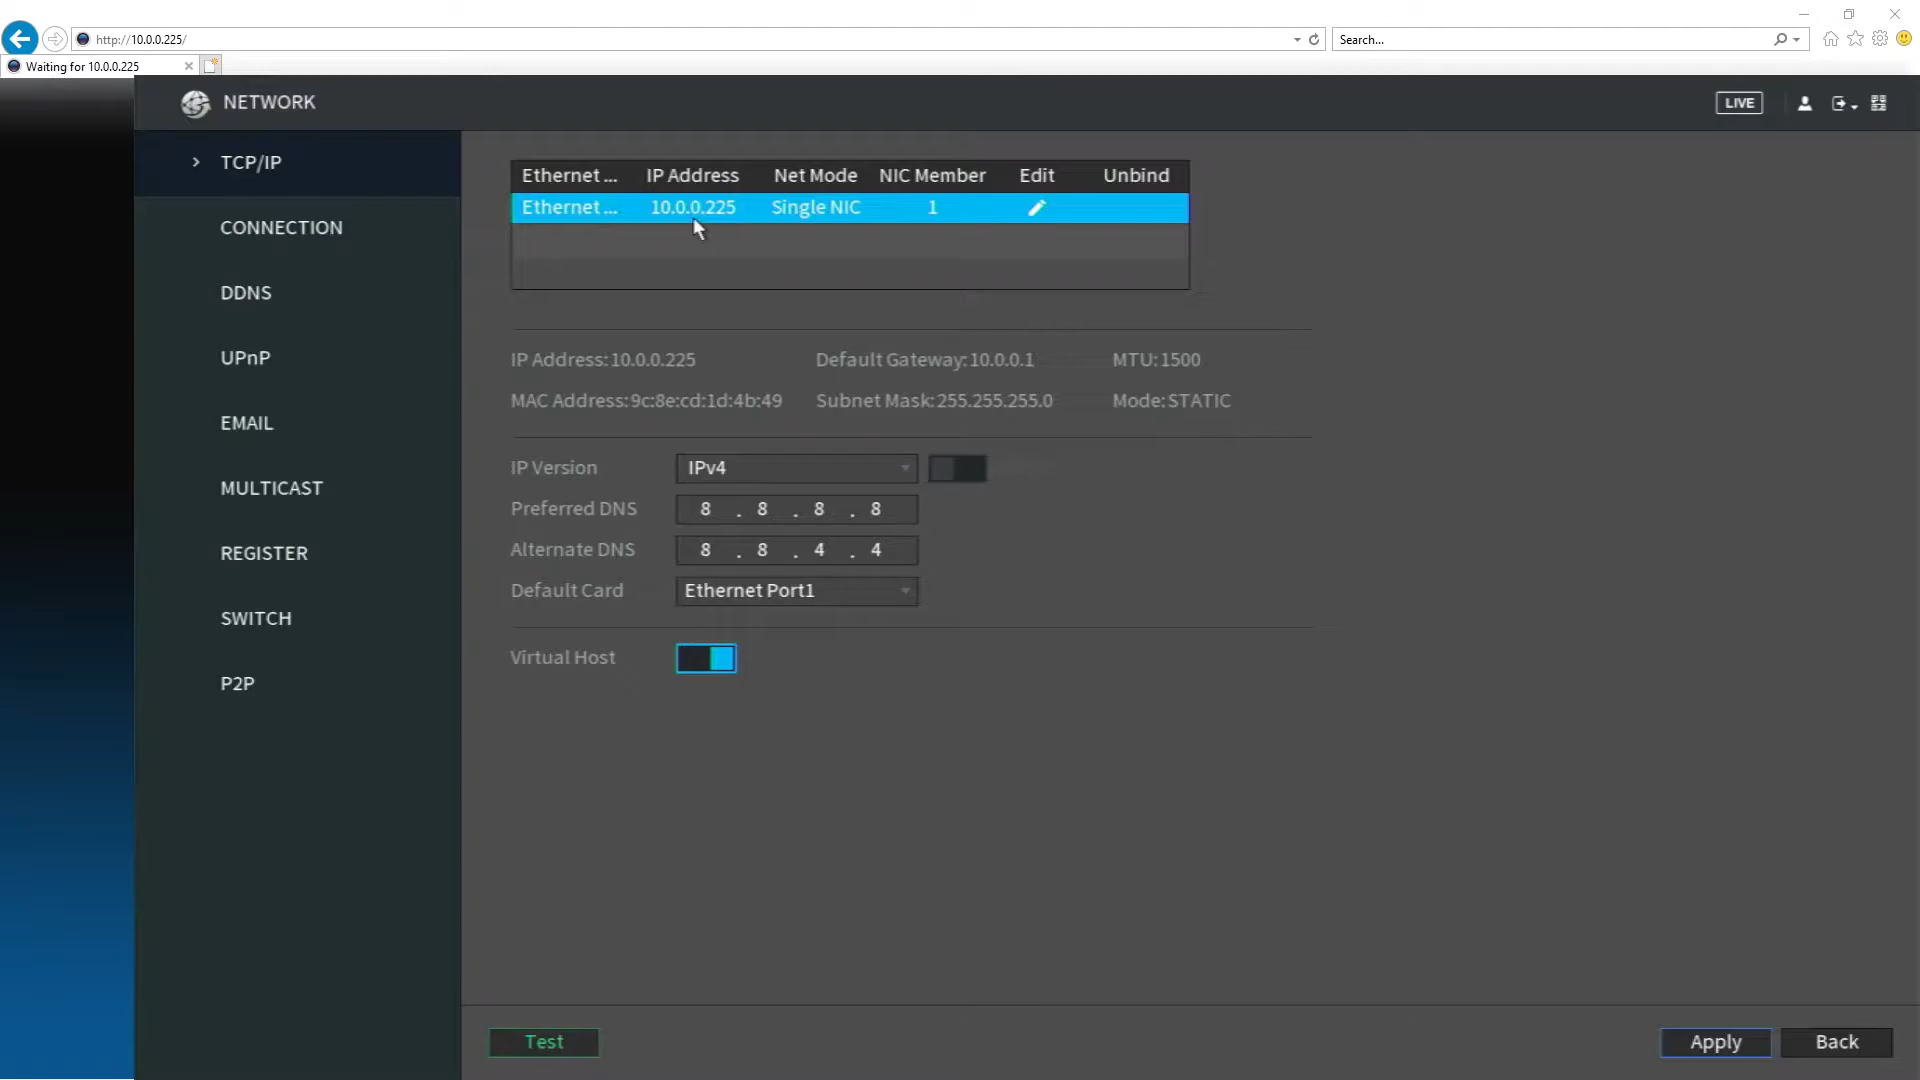 http://10.0.0.225/
Search...
Waiting for 10.0.0.225
NETWORK
LIVE
TCP/IP
CONNECTION
DDNS
UPnP
EMAIL
MULTICAST
REGISTER
SWITCH
P2P
Ethernet ... IP Address Net Mode NIC Member Edit Unbind
Ethernet ... 10.0.0.225 Single NIC 1
IP Address:10.0.0.225 Default Gateway:10.0.0.1 MTU:1500
MAC Address:9c:8e:cd:1d:4b:49 Subnet Mask:255.255.255.0 Mode:STATIC
IP Version IPv4
Preferred DNS 8 . 8 . 8 . 8
Alternate DNS 8 . 8 . 4 . 4
Default Card Ethernet Port1
Virtual Host
Test Apply Back